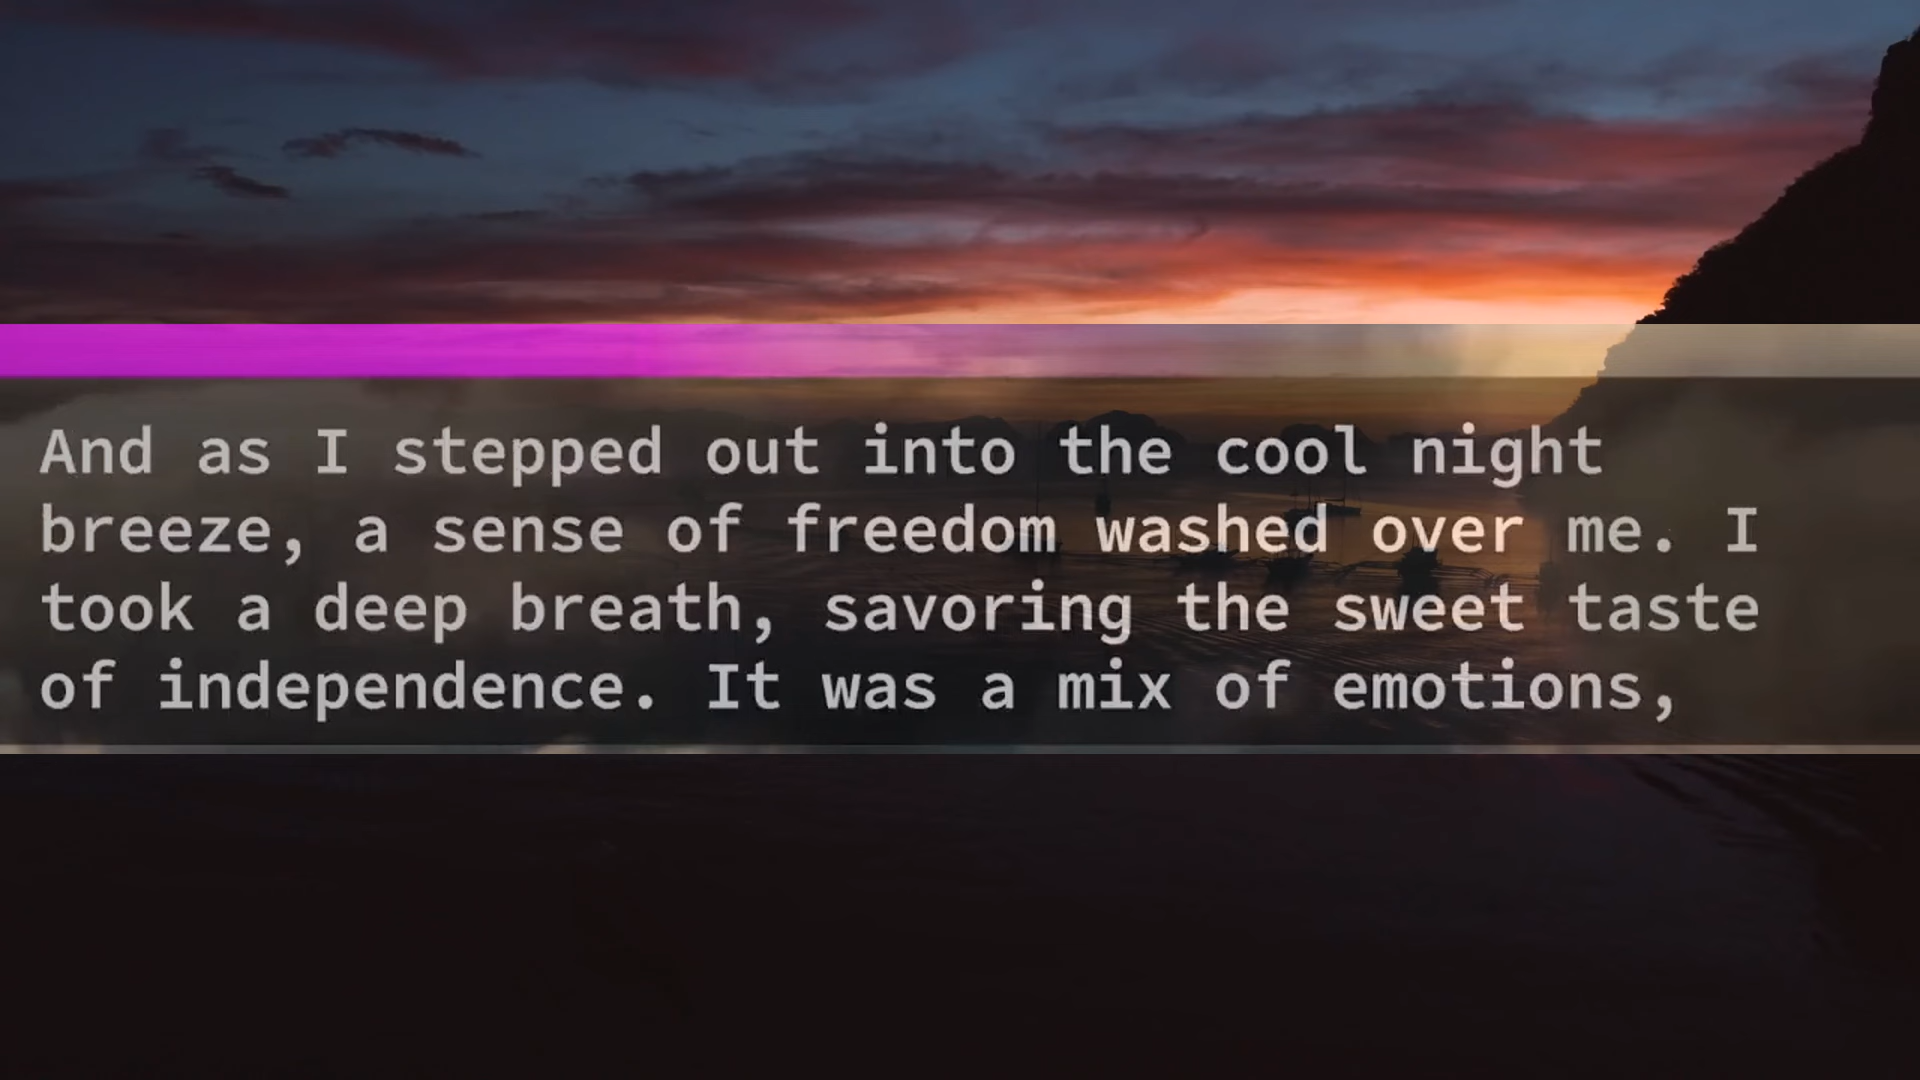 And as I stepped out into the cool night
breeze, a sense of freedom washed over me. I
took a deep breath, savoring the sweet taste
of independence. It was a mix of emotions,